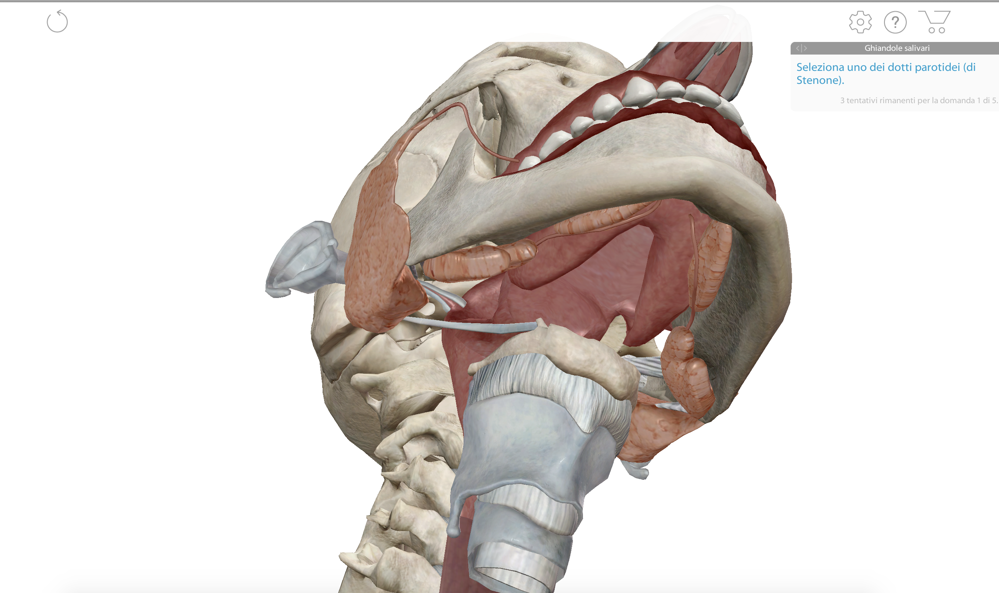 ?
Ghiandole salivari
Seleziona uno dei dotti parotidei (di
Stenone).
3 tentativi rimanenti per la domanda 1 di 5.